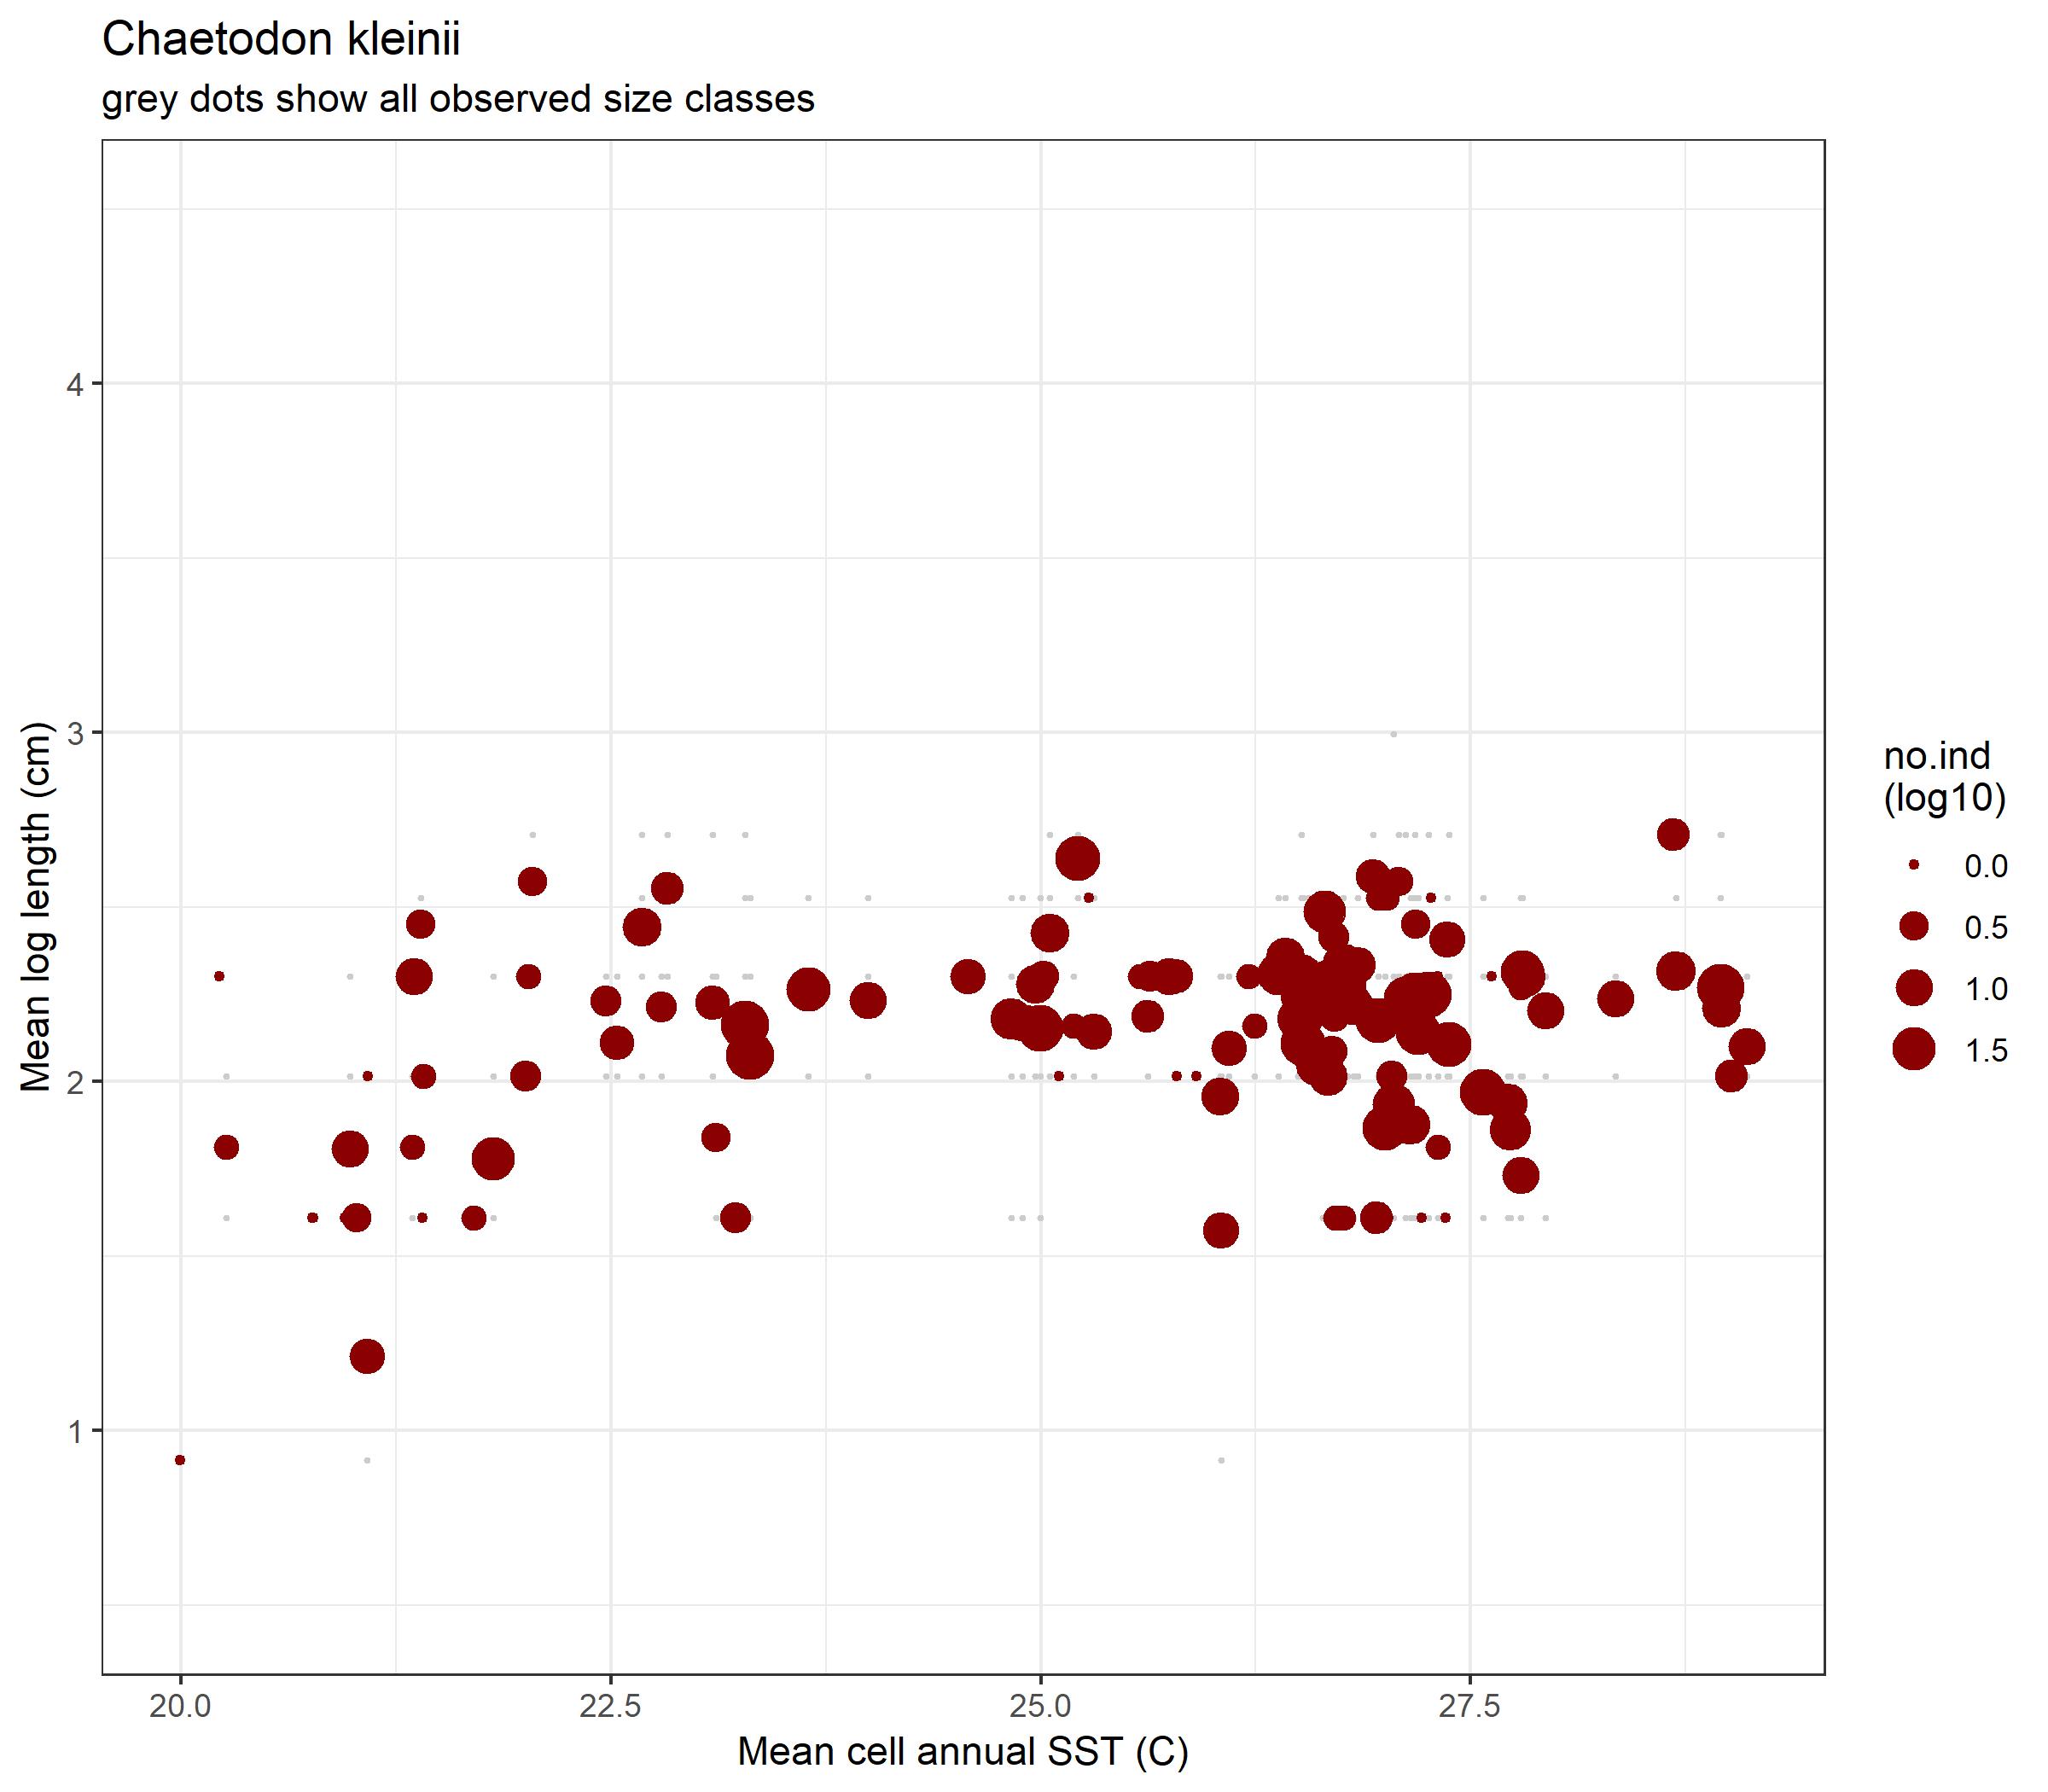 Chaetodon kleinii
grey dots show all observed size classes
Mean log length (cm)
4
3
2
1
20.0
22.5
25.0
27.5
Mean cell annual SST (C)
no.ind
(log10)
0.0
0.5
1.0
1.5